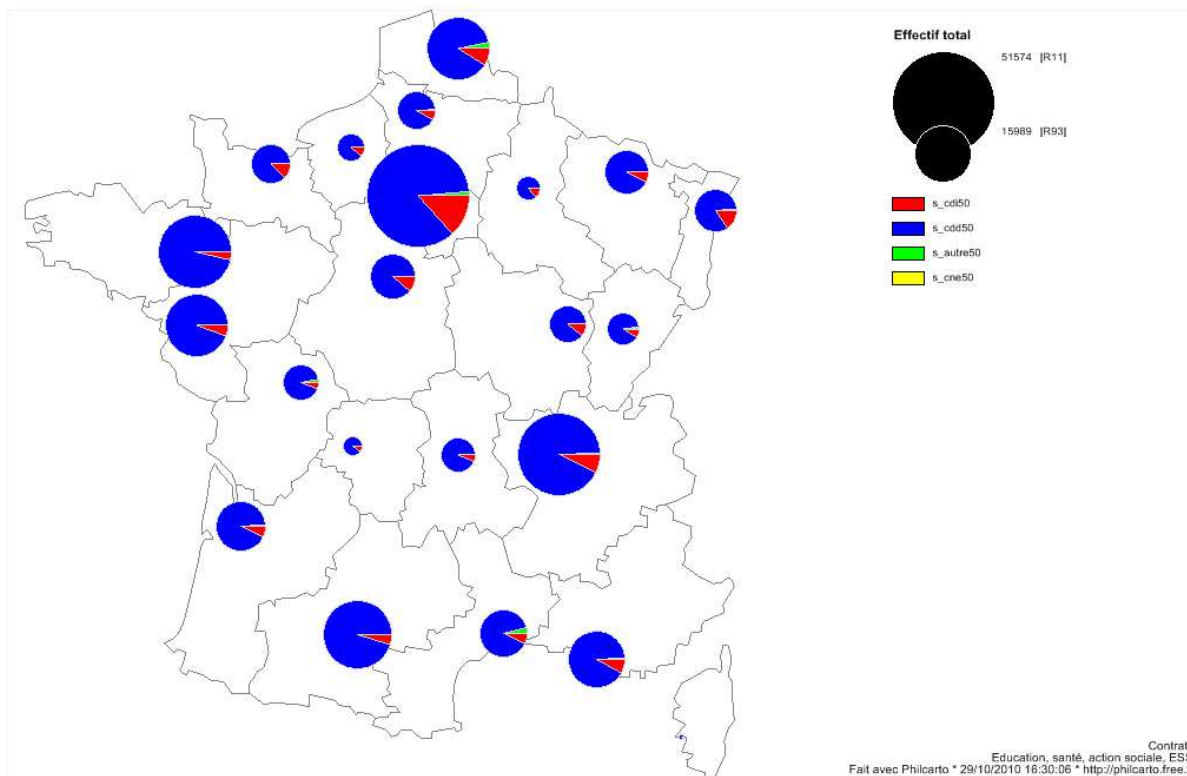 Effectif total
51574 [R11]
15989 [R93]
s_cdi50
s_cdd50
s_autre50
s_cne50
Contrat
Education, santé, action sociale, ESS
Fait avec Philcarto * 29/10/2010 16:30:06 * http://philcarto.free.